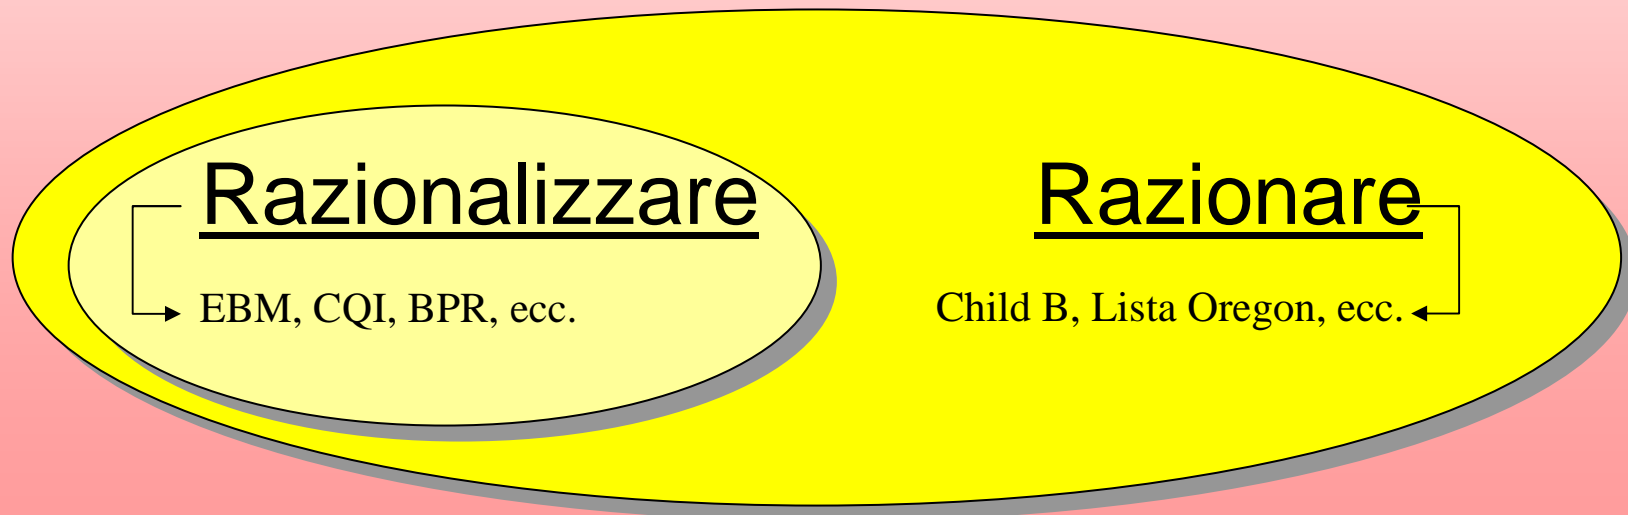 Razionalizzare
EBM, CQI, BPR, ecc.
Razionare
Child B, Lista Oregon, ecc.